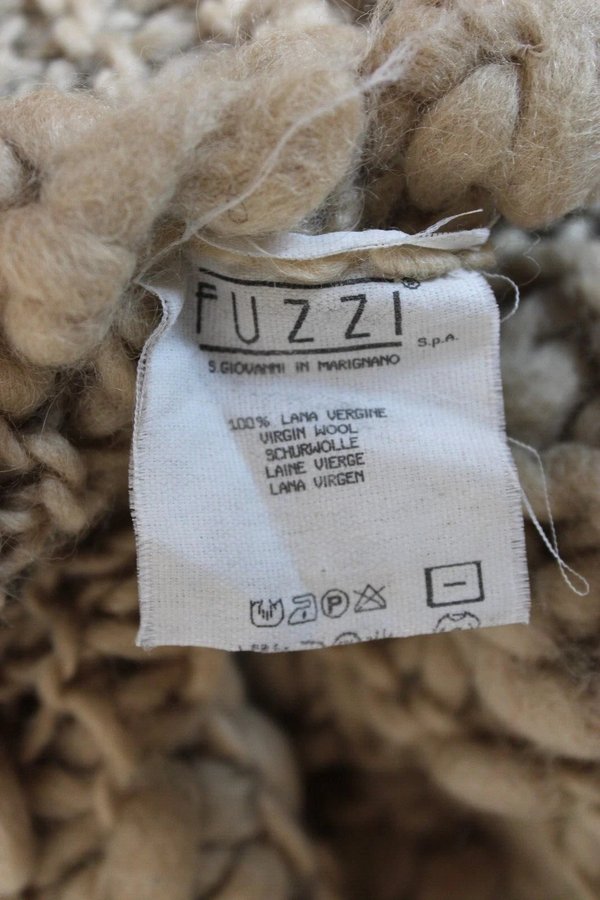 FUZZI®
S.p.A.
S.GIOVANNI IN MARIGNANO
100% LANA VERGINE
VIRGIN WOOL
SCHURWOLLE
LAINE VIERGE
LANA VIRGEN
P